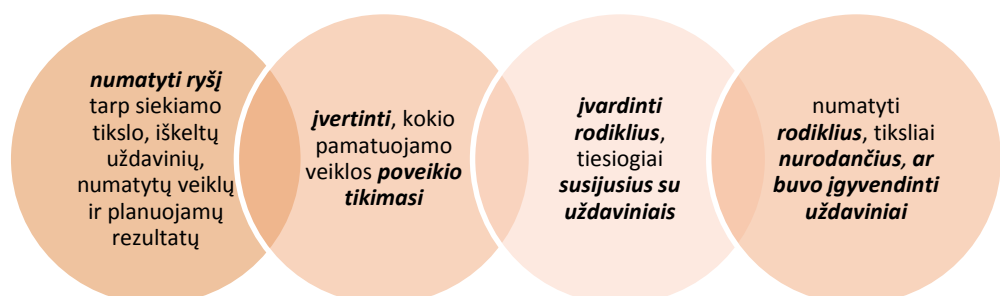 numatyti ryšį
tarp siekiamo
tikslo, iškeltų
uždavinių,
numatytų veiklų
ir planuojamų
rezultatų
įvertinti, kokio
pamatuojamo
veiklos poveikio
tikimasi
įvardinti
rodiklius,
tiesiogiai
susijusius su
uždaviniais
numatyti
rodiklius, tiksliai
nurodančius, ar
buvo įgyvendinti
uždaviniai